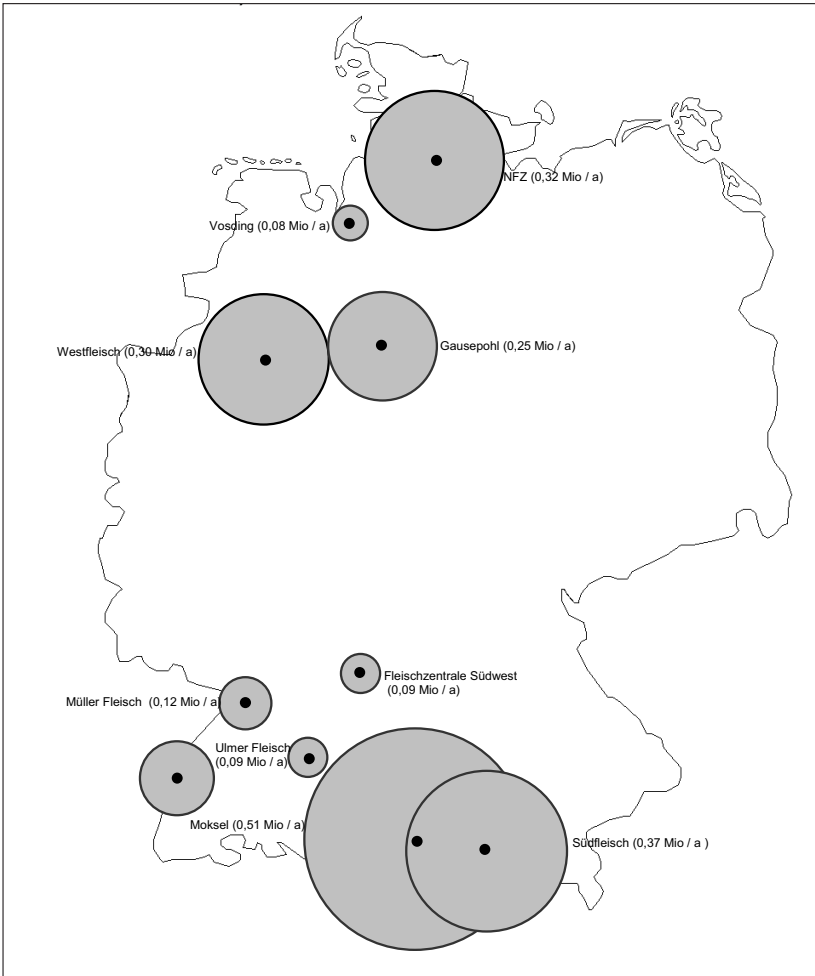 NFZ (0,32 Mio / a)
Vosding (0,08 Mio / a)
Westfleisch (0,30 Mio / a)
Gausepohl (0,25 Mio / a)
Fleischzentrale Südwest
(0,09 Mio / a)
Müller Fleisch (0,12 Mio / a)
Ulmer Fleisch
(0,09 Mio / a)
Moksel (0,51 Mio / a)
Südfleisch (0,37 Mio / a )